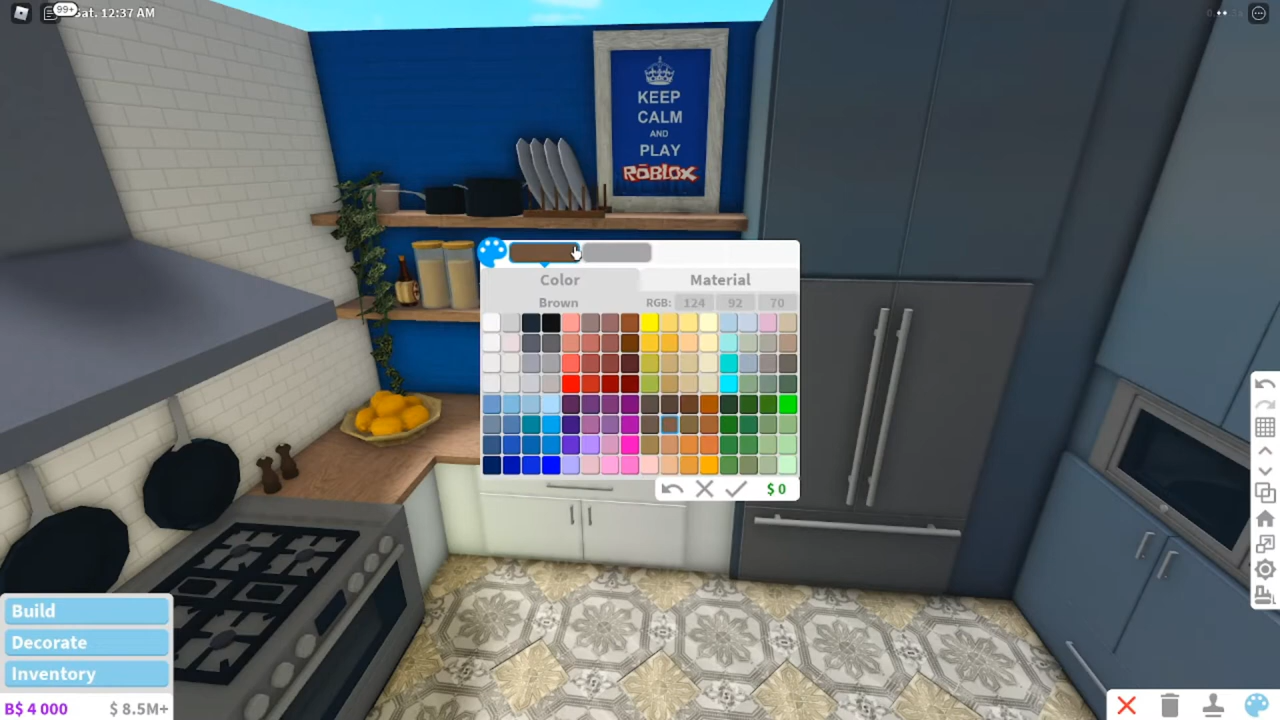 99+
Sat. 12:37 AM
KEEP
CALM
AND
PLAY
ROBLOX
Color
Material
Brown
RGB: 124 92 70
$ 0
Build
Decorate
Inventory
B$ 4 000
$ 8.5M+